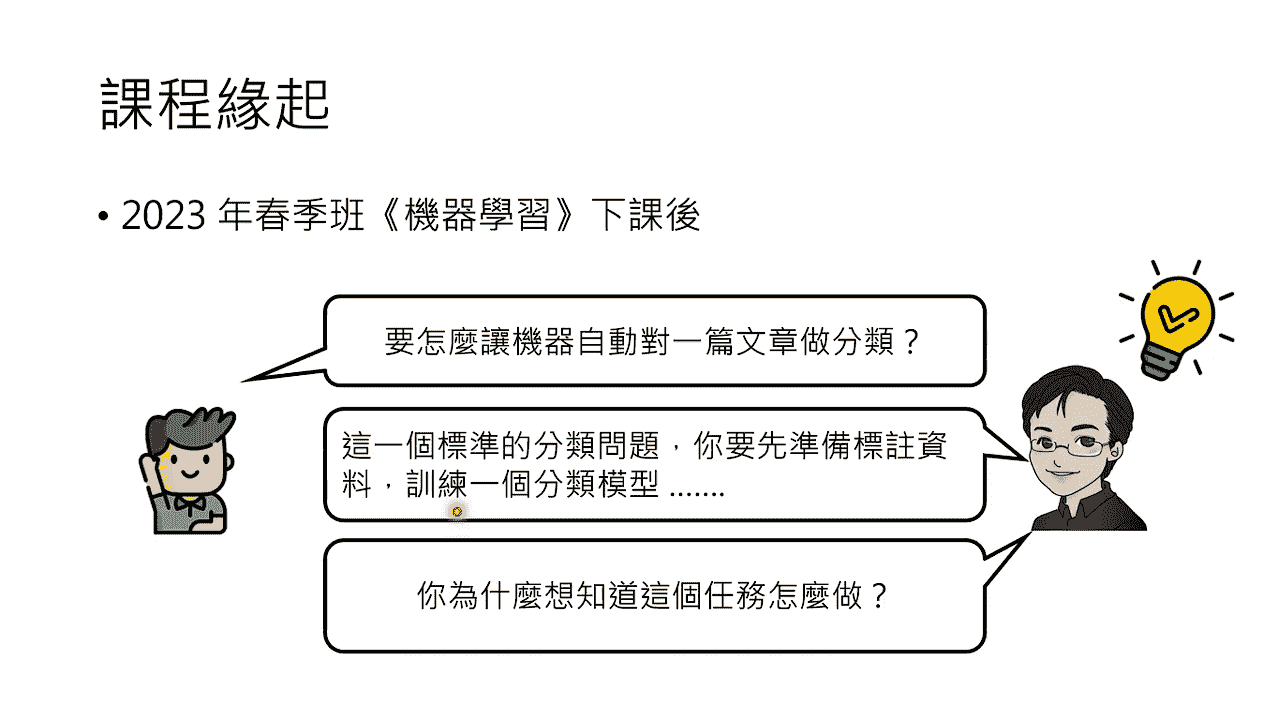 課程緣起
• 2023 年春季班《機器學習》下課後
要怎麼讓機器自動對一篇文章做分類？
這一個標準的分類問題，你要先準備標註資
料，訓練一個分類模型 .......
你為什麼想知道這個任務怎麼做？